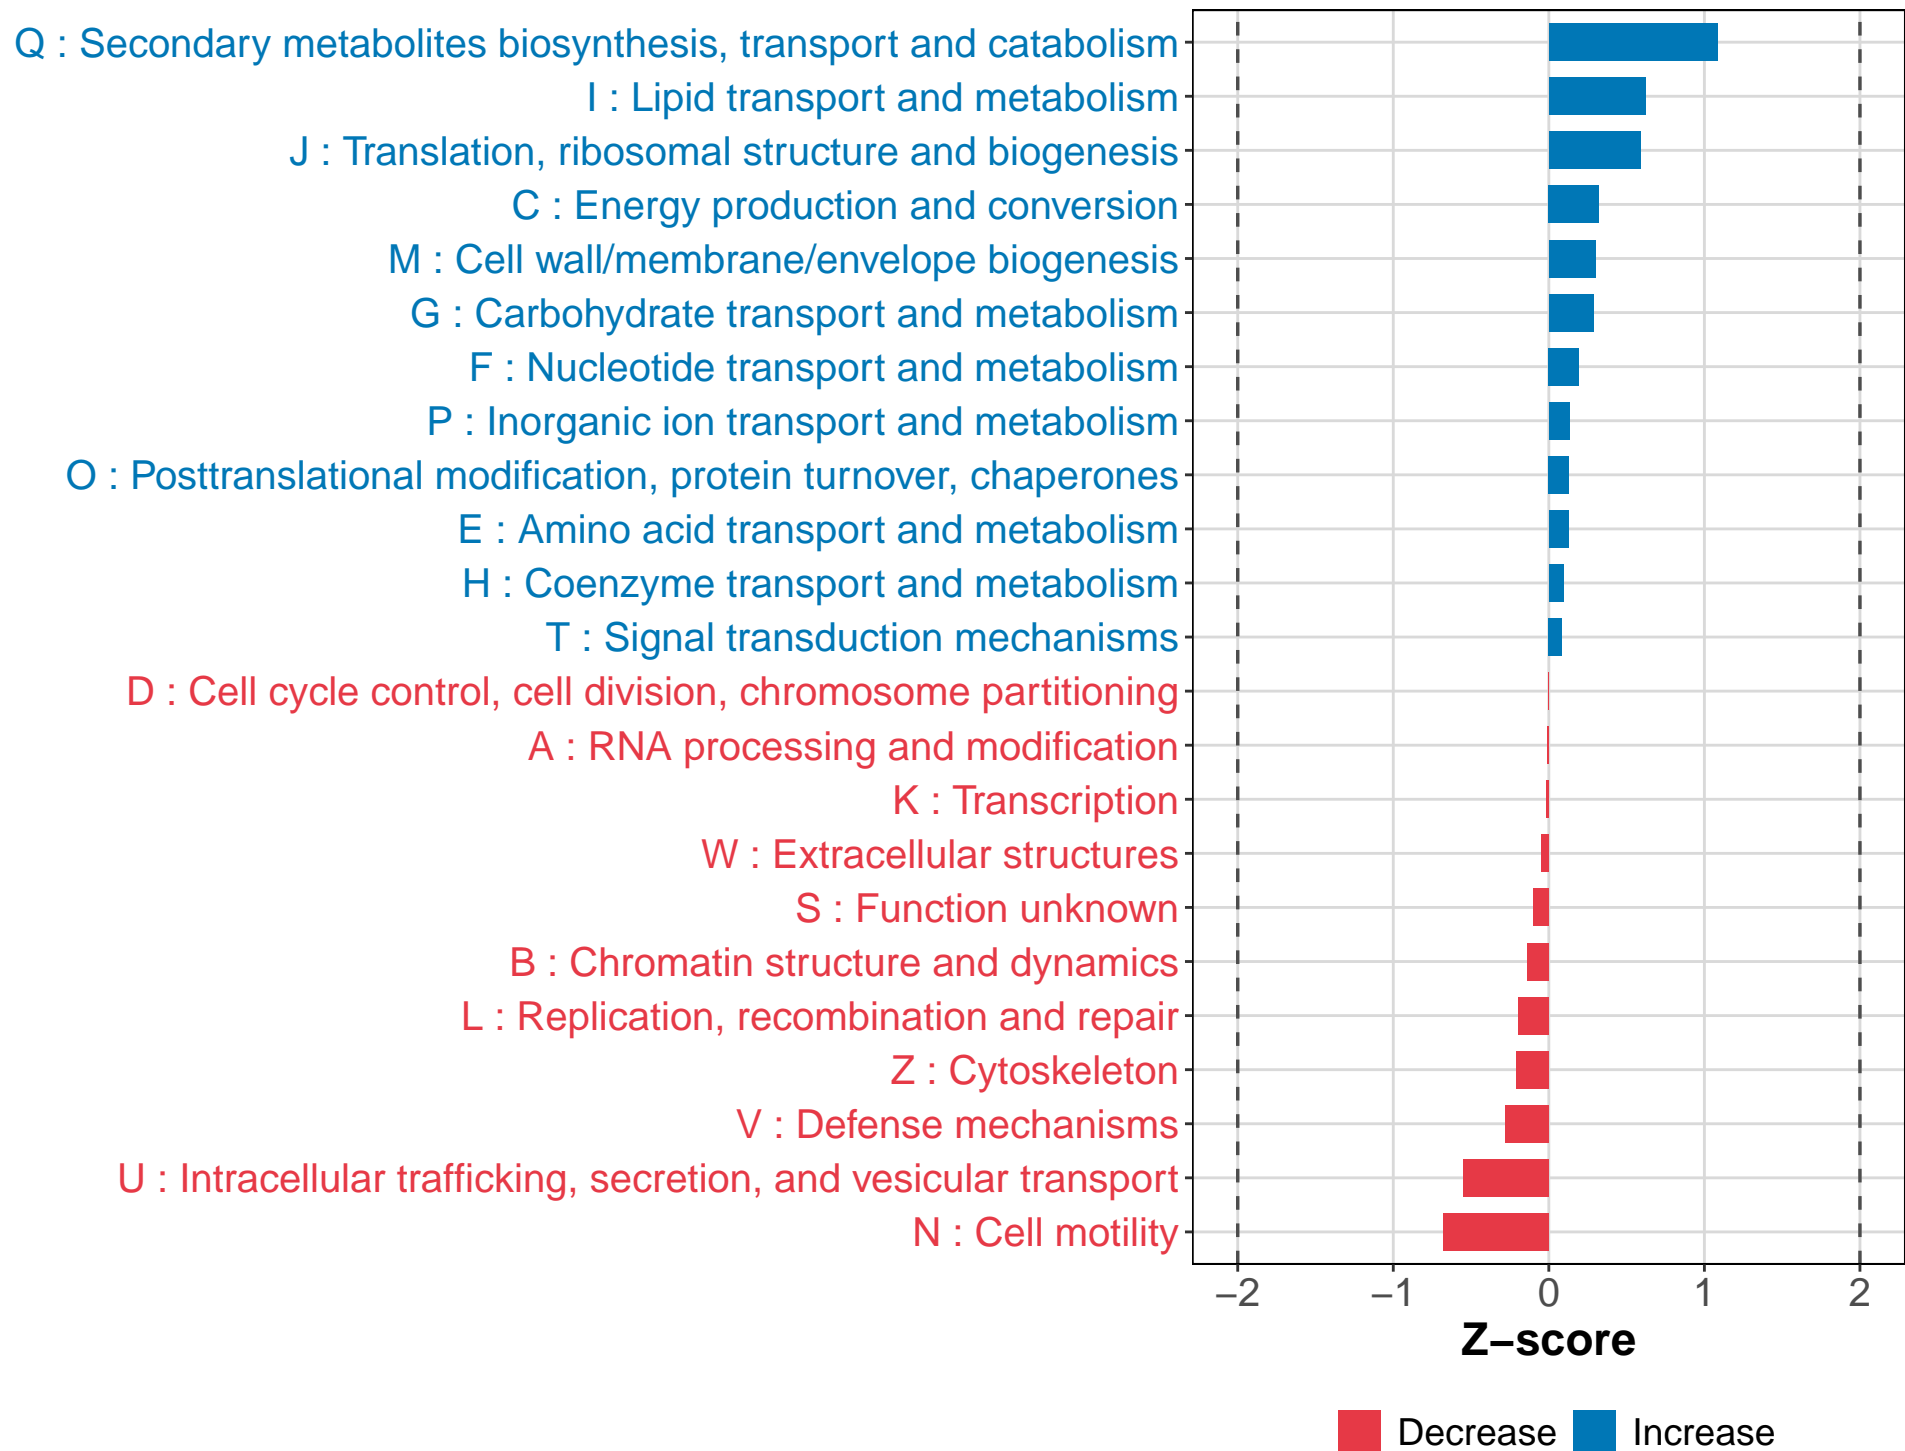 Q : Secondary metabolites biosynthesis, transport and catabolism
I : Lipid transport and metabolism
J : Translation, ribosomal structure and biogenesis
C : Energy production and conversion
M : Cell wall/membrane/envelope biogenesis
G : Carbohydrate transport and metabolism
F : Nucleotide transport and metabolism
P : Inorganic ion transport and metabolism
O : Posttranslational modification, protein turnover, chaperones
E : Amino acid transport and metabolism
H : Coenzyme transport and metabolism
T : Signal transduction mechanisms
D : Cell cycle control, cell division, chromosome partitioning
A : RNA processing and modification
K : Transcription
W : Extracellular structures
S : Function unknown
B : Chromatin structure and dynamics
L : Replication, recombination and repair
Z : Cytoskeleton
V : Defense mechanisms
U : Intracellular trafficking, secretion, and vesicular transport
N : Cell motility
−2 −1 0 1 2
Z−score
Decrease Increase